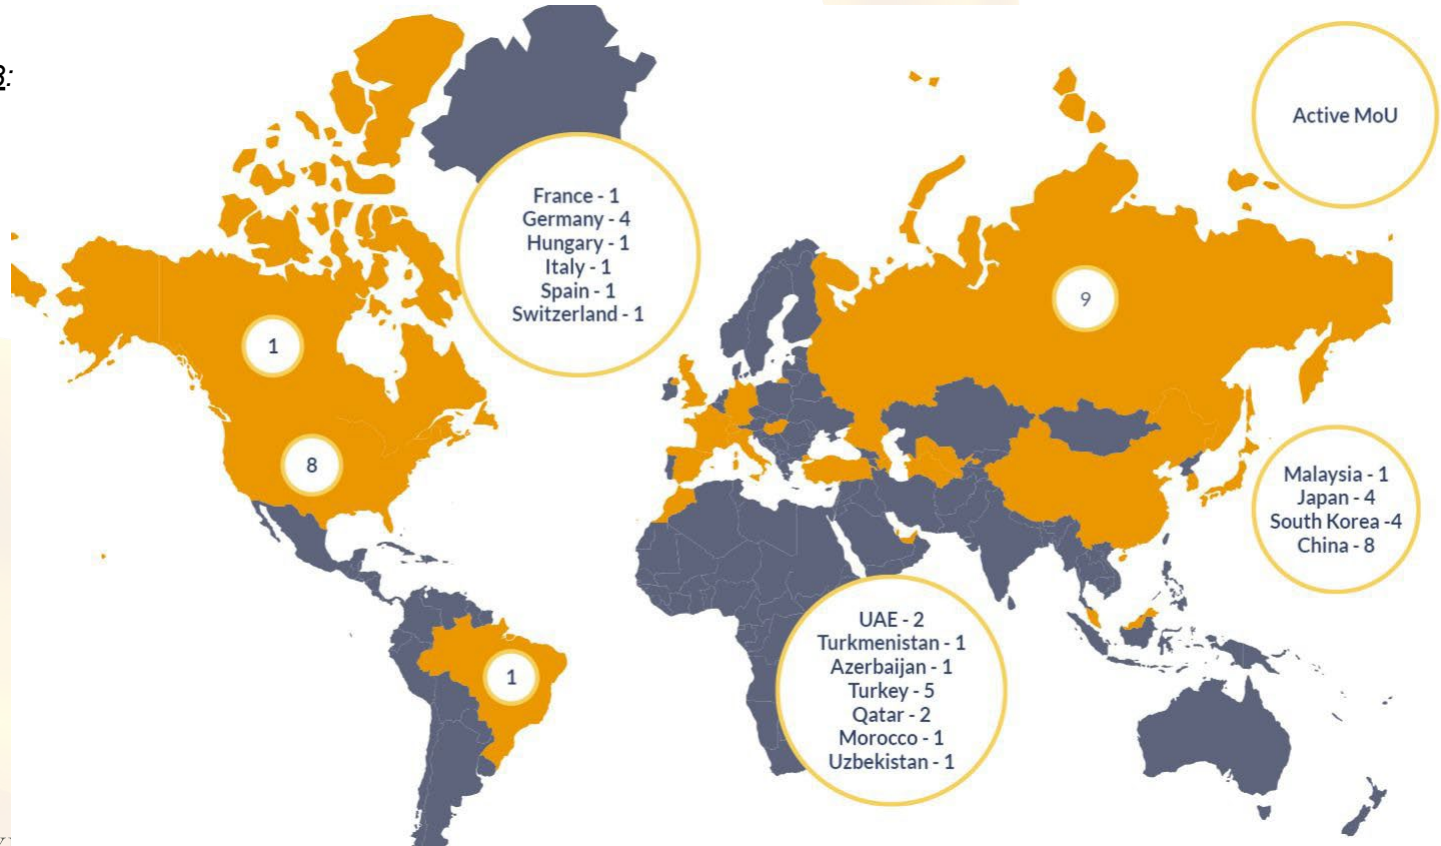 3:
Active MoU
France - 1
Germany - 4
Hungary - 1
Italy - 1
Spain - 1
Switzerland - 1
9
1
8
Malaysia - 1
Japan - 4
South Korea -4
China - 8
UAE - 2
Turkmenistan - 1
Azerbaijan - 1
Turkey - 5
Qatar - 2
Morocco - 1
Uzbekistan - 1
1